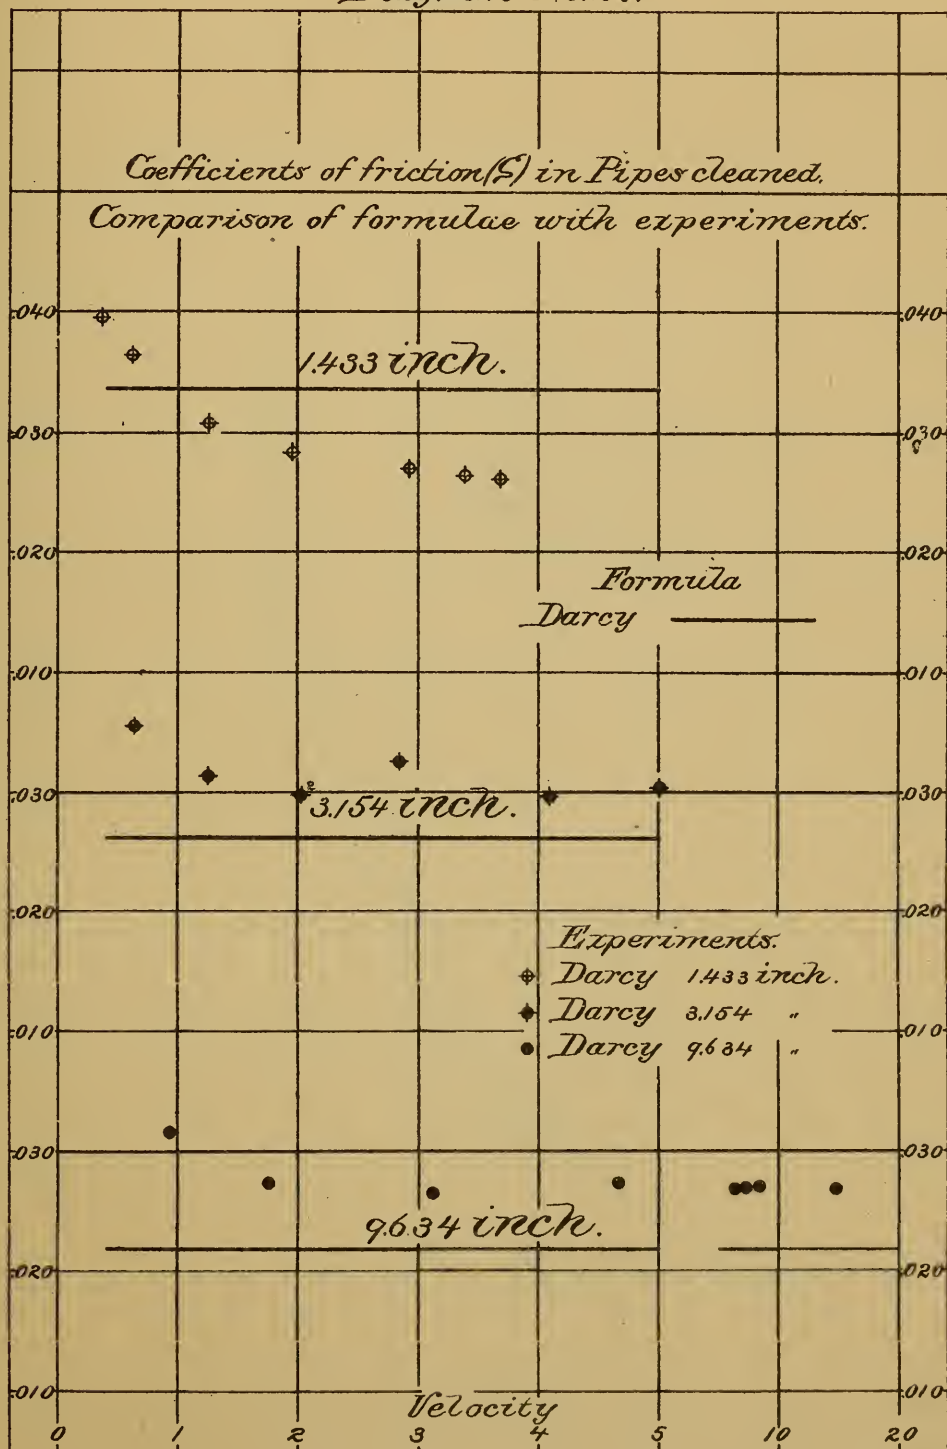 Coefficients of friction (ζ) in Pipes cleaned.
Comparison of formulae with experiments.
.040 .040
1.433 inch.
.030 .030
ζ
.020 .020
Formula
Darcy
.010 .010
.030 .030
3.154 inch.
.020 .020
Experiments.
Darcy 1.433 inch.
Darcy 3.154 "
.010 .010
Darcy 9.634 "
.030 .030
9.634 inch.
.020 .020
.010 .010
Velocity
0 1 2 3 4 5 10 20